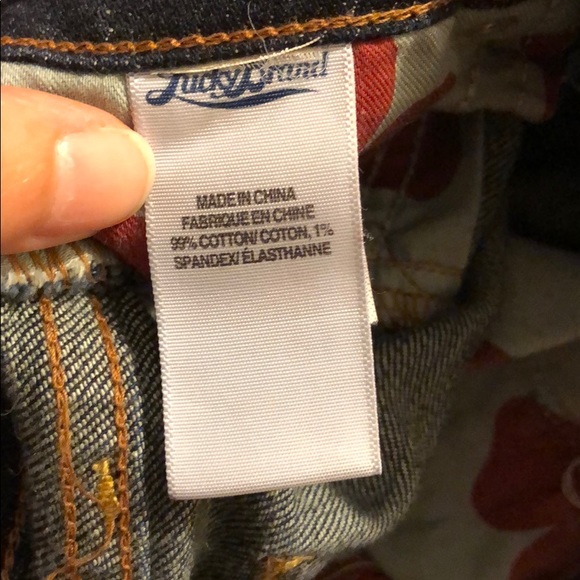 Lucky Brand
MADE IN CHINA
FABRIQUE EN CHINE
99% COTTON/ COTON, 1%
SPANDEX/ ÉLASTHANNE